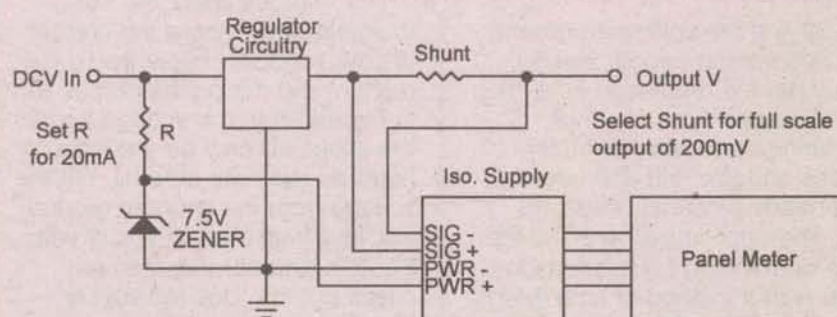 Regulator
Circuitry
Shunt
DCV In
Output V
Set R
for 20mA
R
Select Shunt for full scale
output of 200mV
Iso. Supply
7.5V
ZENER
SIG -
SIG +
PWR -
PWR +
Panel Meter